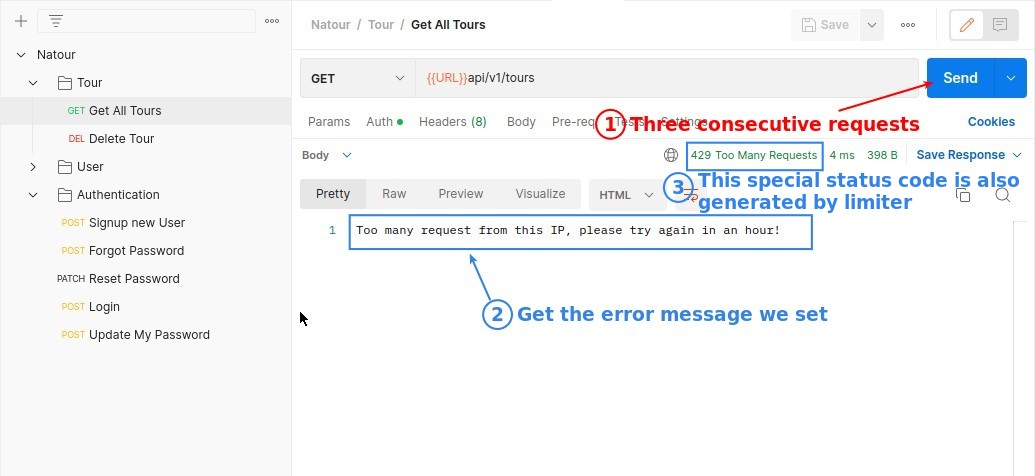 Natour / Tour / Get All Tours
Save
Natour
Tour
GET Get All Tours
DEL Delete Tour
User
Authentication
POST Signup new User
POST Forgot Password
PATCH Reset Password
POST Login
POST Update My Password
GET
{{URL}}api/v1/tours
Send
Params Auth Headers (8) Body Pre-req. Tests Settings
Cookies
1 Three consecutive requests
Body
429 Too Many Requests 4 ms 398 B Save Response
Pretty Raw Preview Visualize HTML
3 This special status code is also
generated by limiter
1 Too many request from this IP, please try again in an hour!
2 Get the error message we set